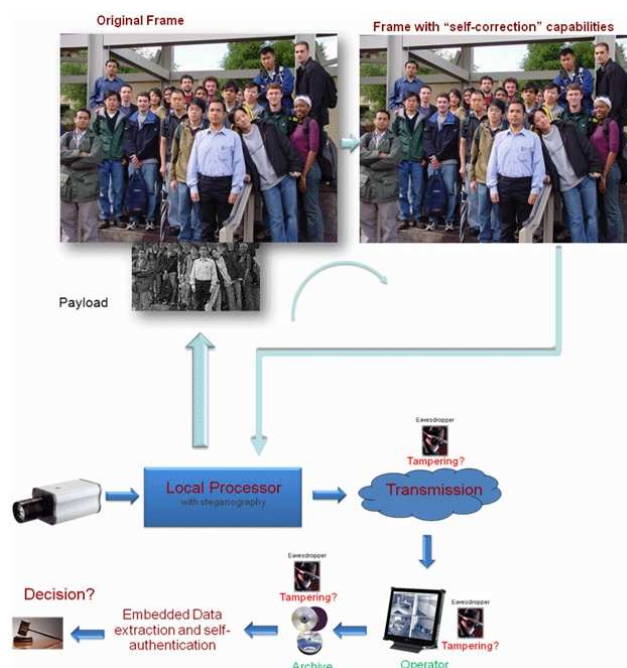 Original Frame
Frame with “self-correction” capabilities
Payload
Eavesdropper
Tampering?
Local Processor
with steganography
Transmission
Eavesdropper
Tampering?
Decision?
Embedded Data
extraction and self-
authentication
Eavesdropper
Tampering?
Archive
Operator